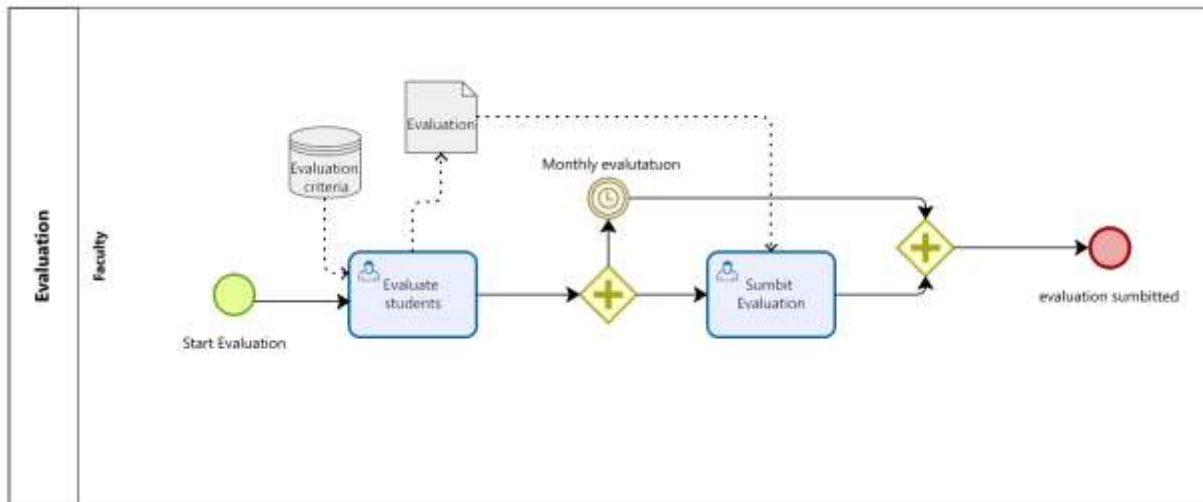 Evaluation
Faculty
Evaluation
criteria
Evaluation
Monthly evalutatuon
Start Evaluation
Evaluate
students
Sumbit
Evaluation
evaluation sumbitted